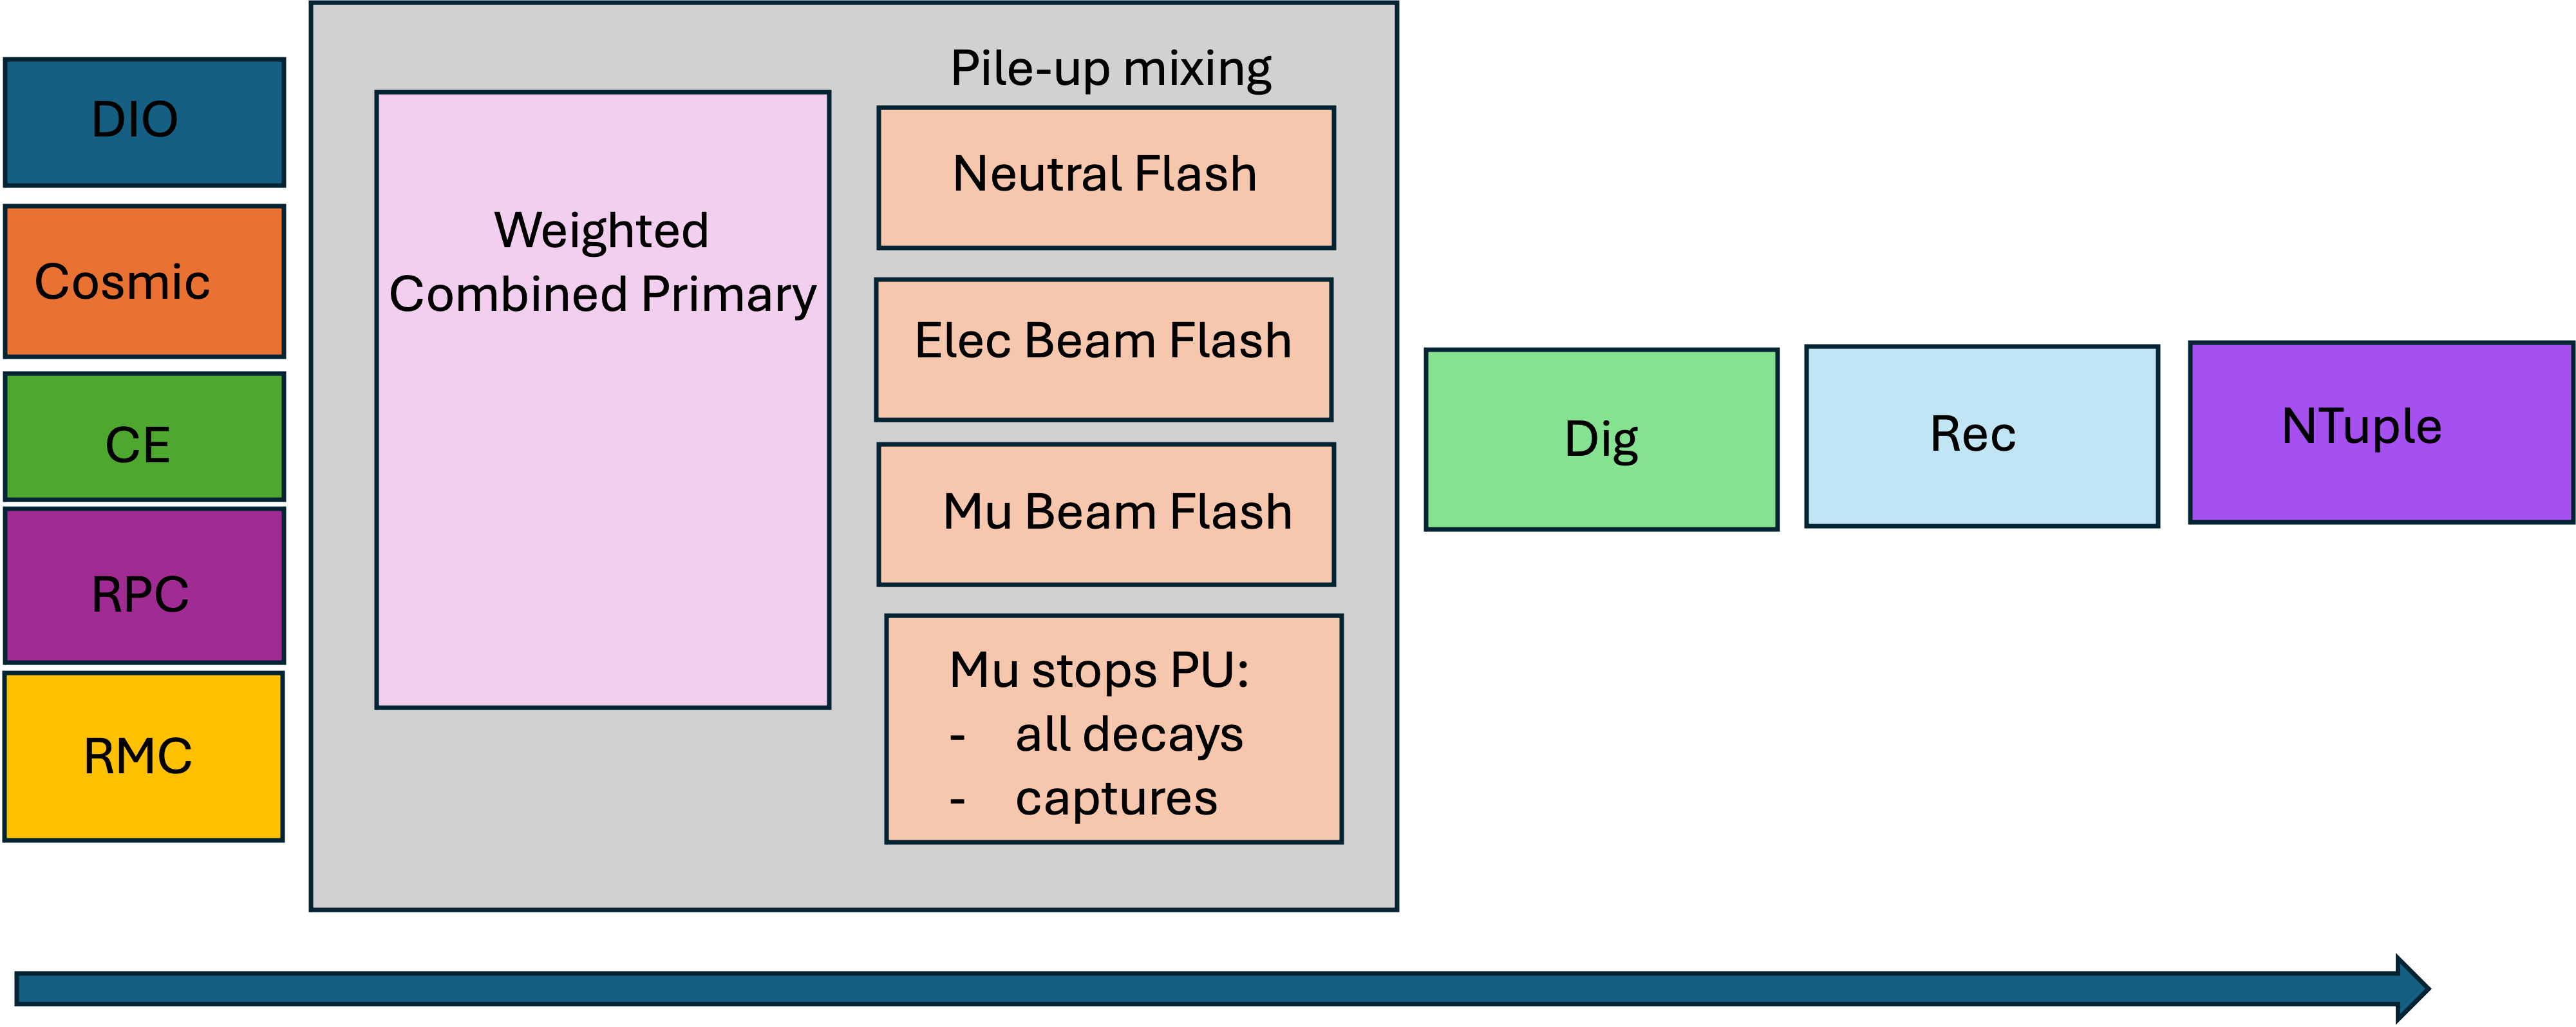 DIO
Cosmic
CE
RPC
RMC
Weighted
Combined Primary
Pile-up mixing
Neutral Flash
Elec Beam Flash
Mu Beam Flash
Mu stops PU:
- all decays
- captures
Dig
Rec
NTuple